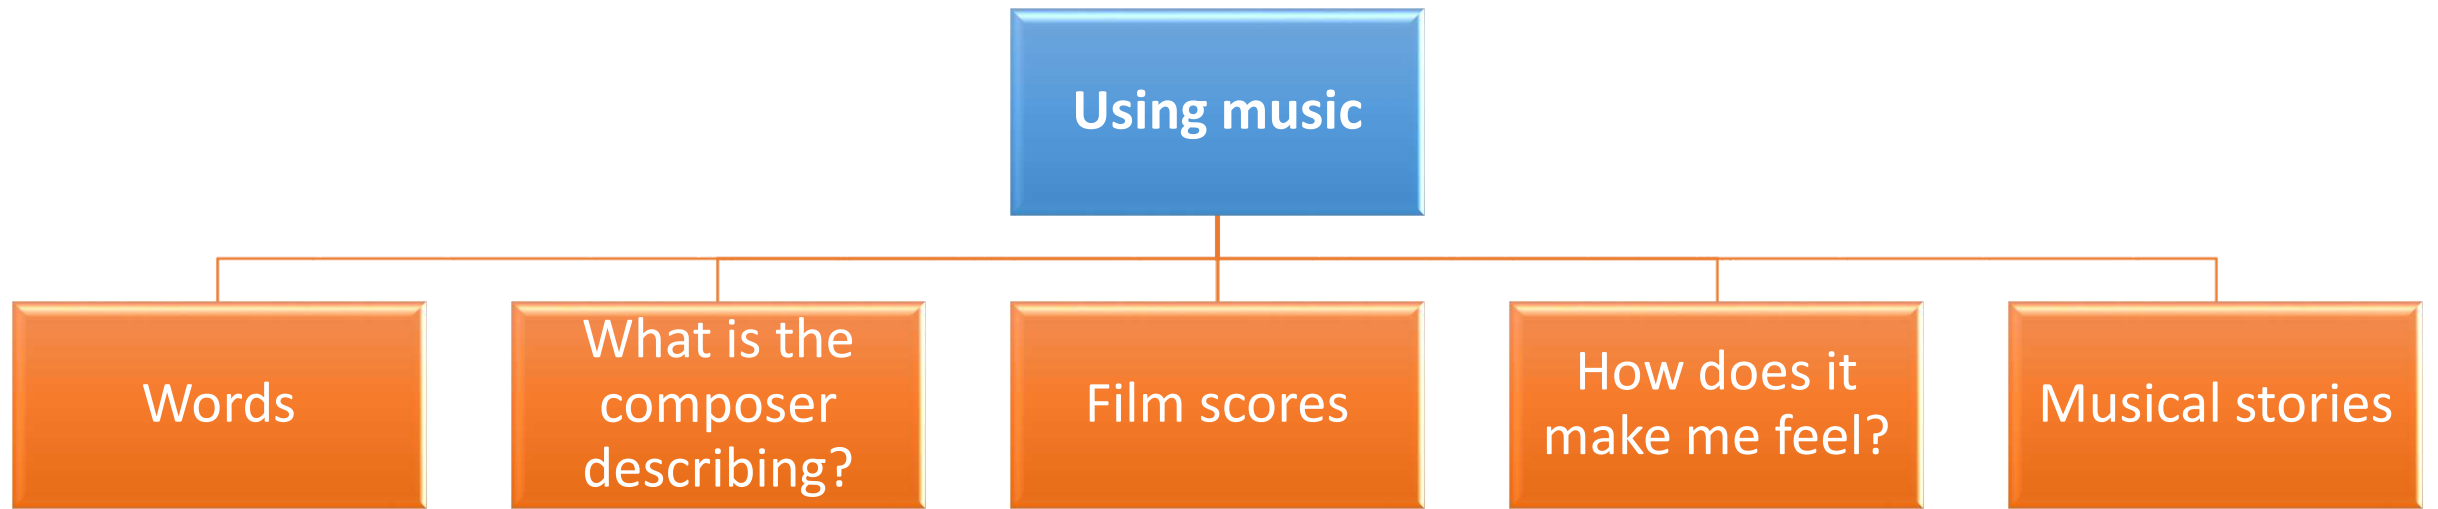 Using music
Words
What is the
composer
describing?
Film scores
How does it
make me feel?
Musical stories